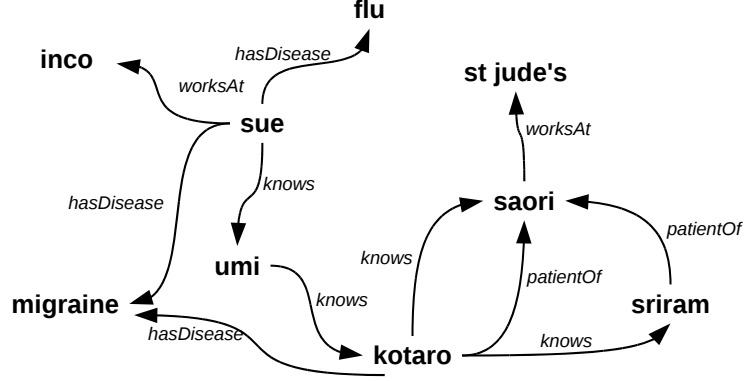 flu
inco
hasDisease
st jude's
worksAt
sue
worksAt
knows
hasDisease
saori
patientOf
umi
knows
patientOf
migraine
knows
sriram
hasDisease
knows
kotaro